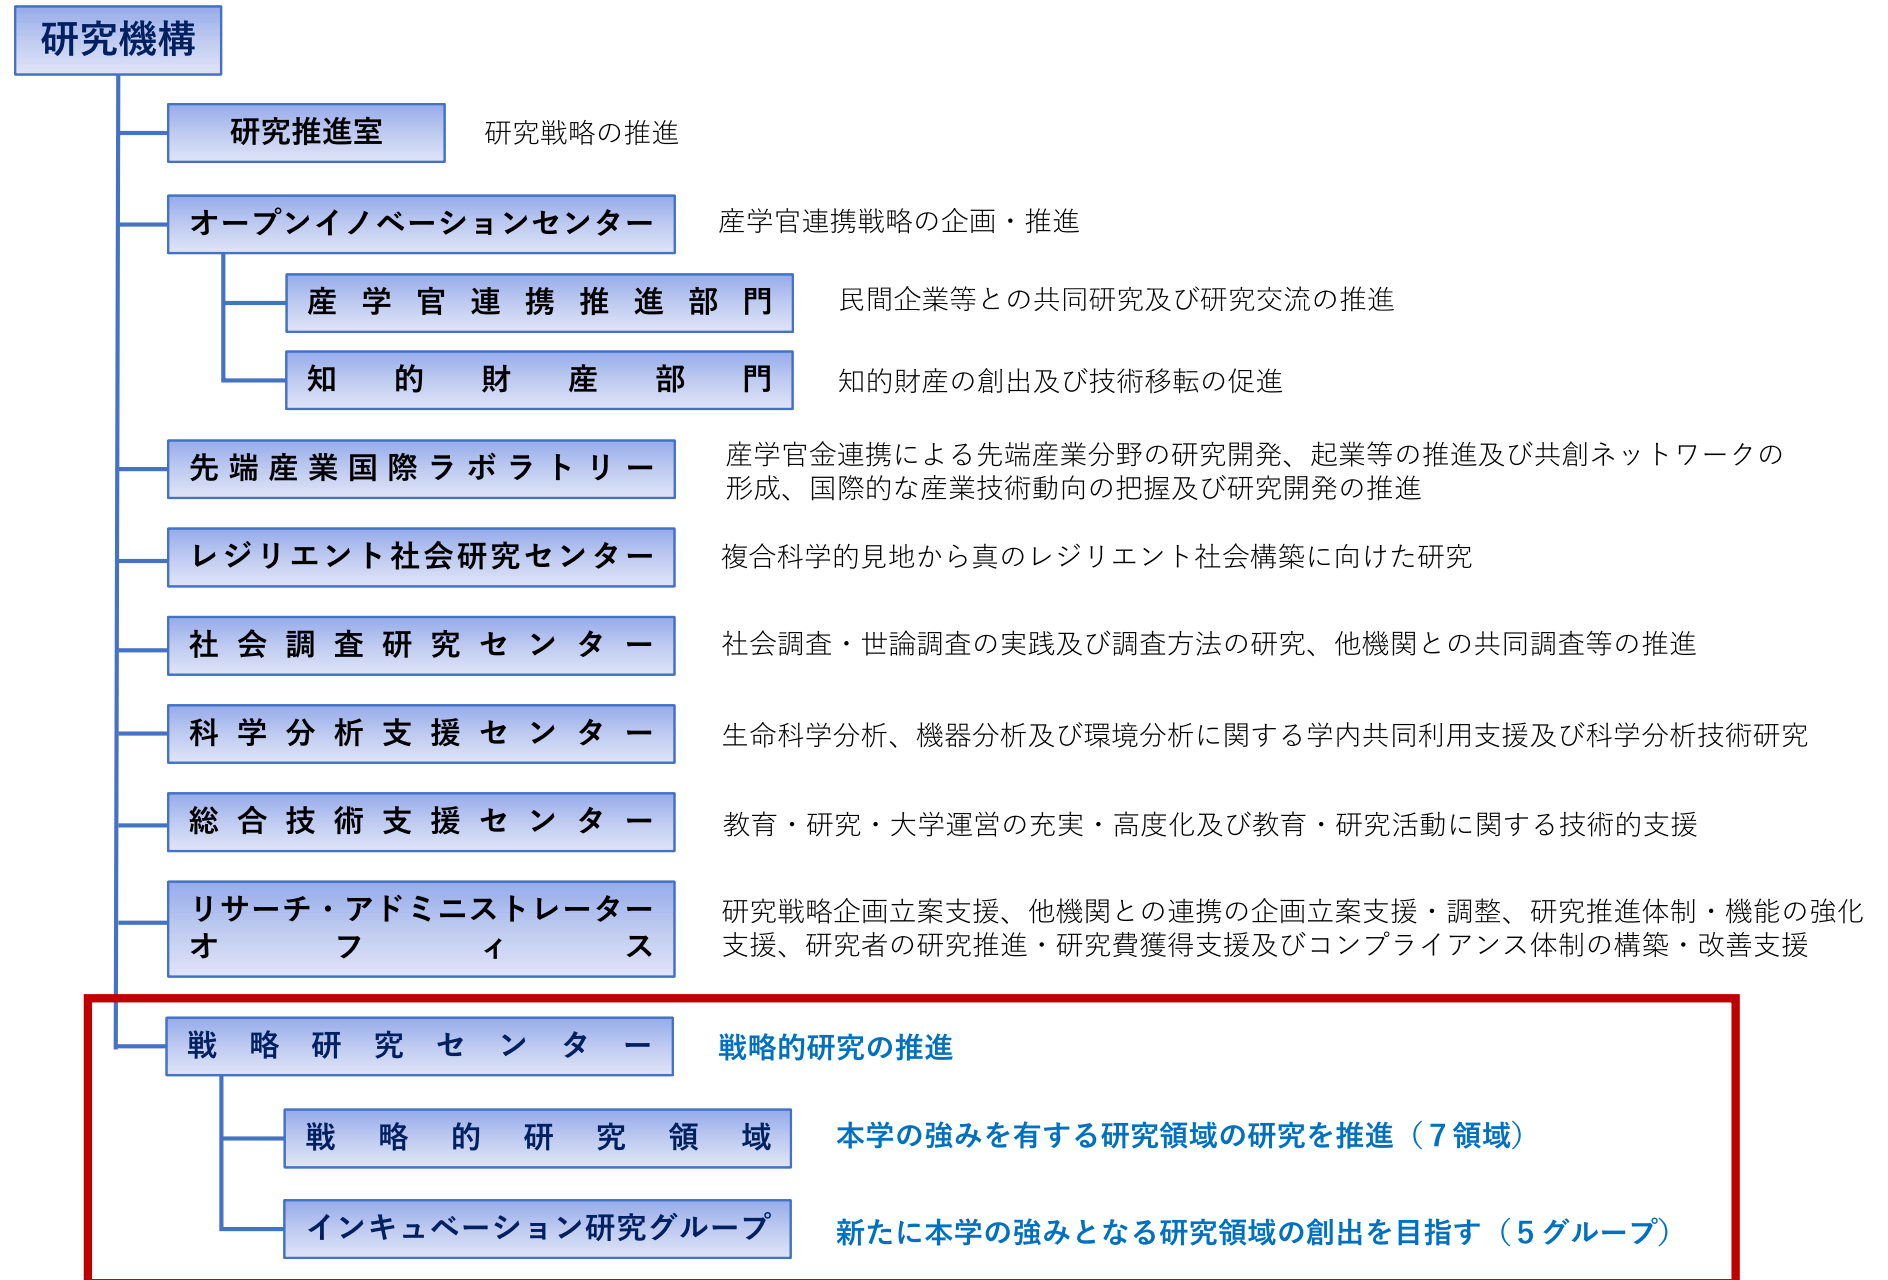 研究機構
研究推進室
研究戦略の推進
オープンイノベーションセンター
産学官連携戦略の企画・推進
産学官連携推進部門
民間企業等との共同研究及び研究交流の推進
知的財産部門
知的財産の創出及び技術移転の促進
先端産業国際ラボラトリー
産学官金連携による先端産業分野の研究開発、起業等の推進及び共創ネットワークの
形成、国際的な産業技術動向の把握及び研究開発の推進
レジリエント社会研究センター
複合科学的見地から真のレジリエント社会構築に向けた研究
社会調査研究センター
社会調査・世論調査の実践及び調査方法の研究、他機関との共同調査等の推進
科学分析支援センター
生命科学分析、機器分析及び環境分析に関する学内共同利用支援及び科学分析技術研究
総合技術支援センター
教育・研究・大学運営の充実・高度化及び教育・研究活動に関する技術的支援
リサーチ・アドミニストレーター
オフィス
研究戦略企画立案支援、他機関との連携の企画立案支援・調整、研究推進体制・機能の強化
支援、研究者の研究推進・研究費獲得支援及びコンプライアンス体制の構築・改善支援
戦略研究センター
戦略的研究の推進
戦略的研究領域
本学の強みを有する研究領域の研究を推進（７領域）
インキュベーション研究グループ
新たに本学の強みとなる研究領域の創出を目指す（５グループ）